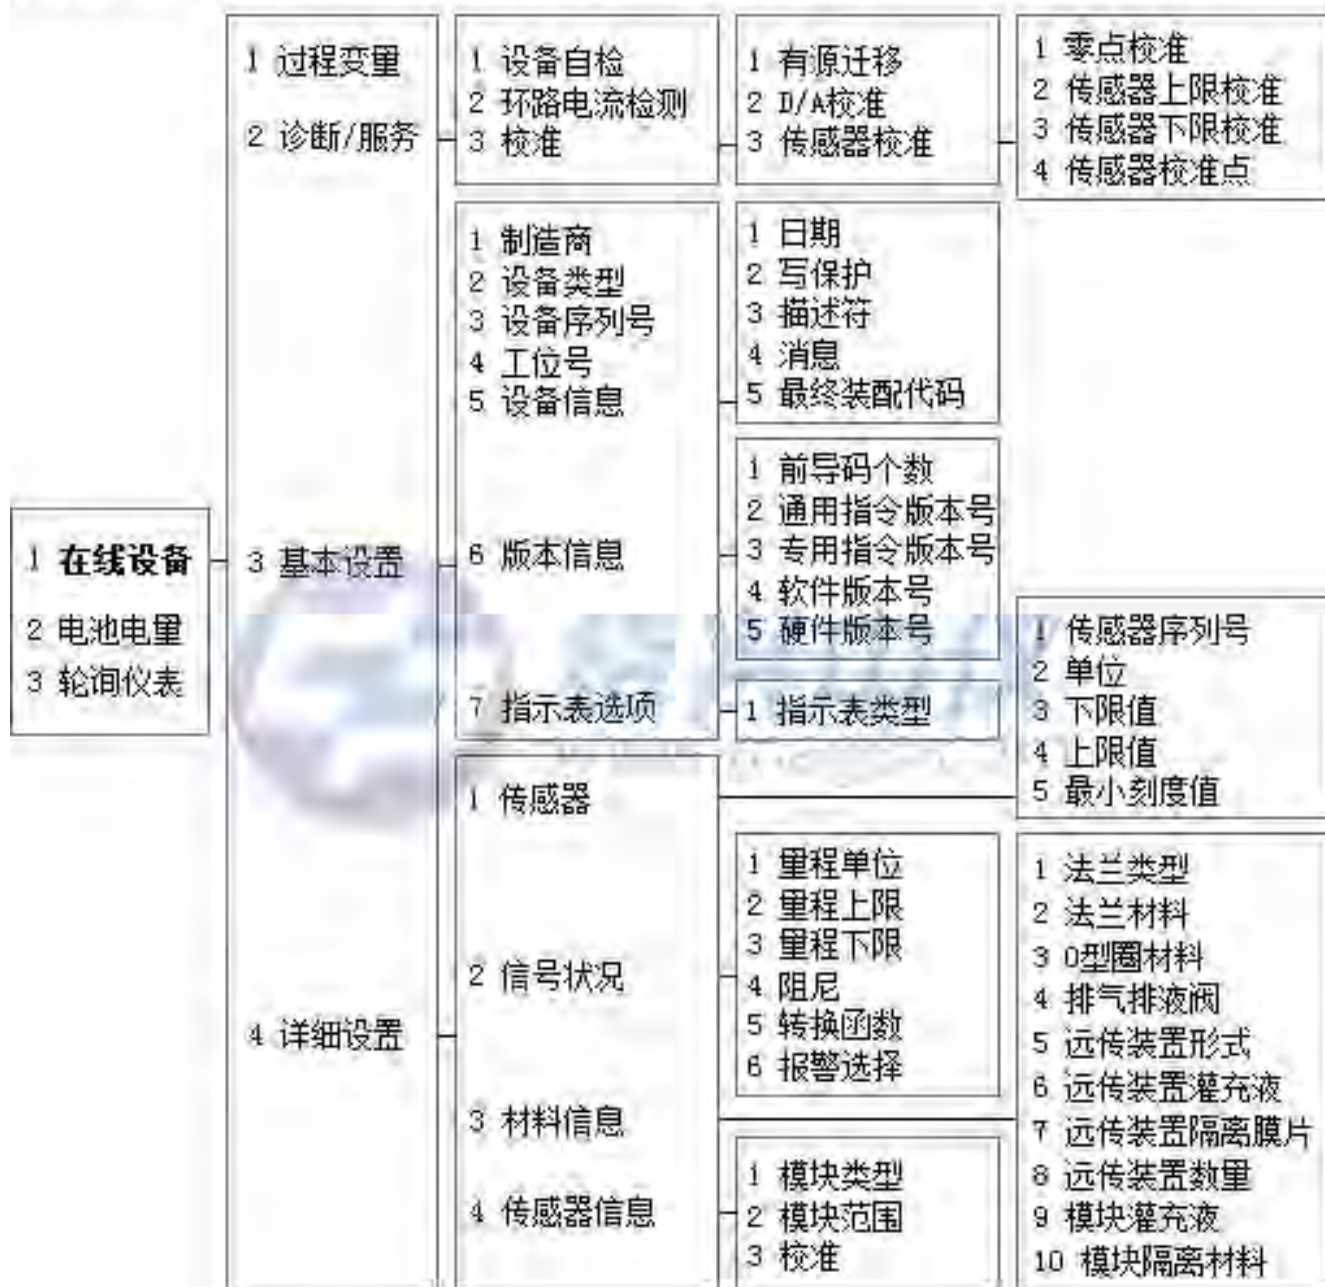 1 在线设备
2 电池电量
3 轮询仪表
1 过程变量
2 诊断/服务
3 基本设置
4 详细设置
1 设备自检
2 环路电流检测
3 校准
1 有源迁移
2 D/A校准
3 传感器校准
1 零点校准
2 传感器上限校准
3 传感器下限校准
4 传感器校准点
1 制造商
2 设备类型
3 设备序列号
4 工位号
5 设备信息
6 版本信息
7 指示表选项
1 日期
2 写保护
3 描述符
4 消息
5 最终装配代码
1 前导码个数
2 通用指令版本号
3 专用指令版本号
4 软件版本号
5 硬件版本号
1 指示表类型
1 传感器
2 信号状况
3 材料信息
4 传感器信息
1 传感器序列号
2 单位
3 下限值
4 上限值
5 最小刻度值
1 量程单位
2 量程上限
3 量程下限
4 阻尼
5 转换函数
6 报警选择
1 法兰类型
2 法兰材料
3 O型圈材料
4 排气排液阀
5 远传装置形式
6 远传装置灌充液
7 远传装置隔离膜片
8 远传装置数量
9 模块灌充液
10 模块隔离材料
1 模块类型
2 模块范围
3 校准